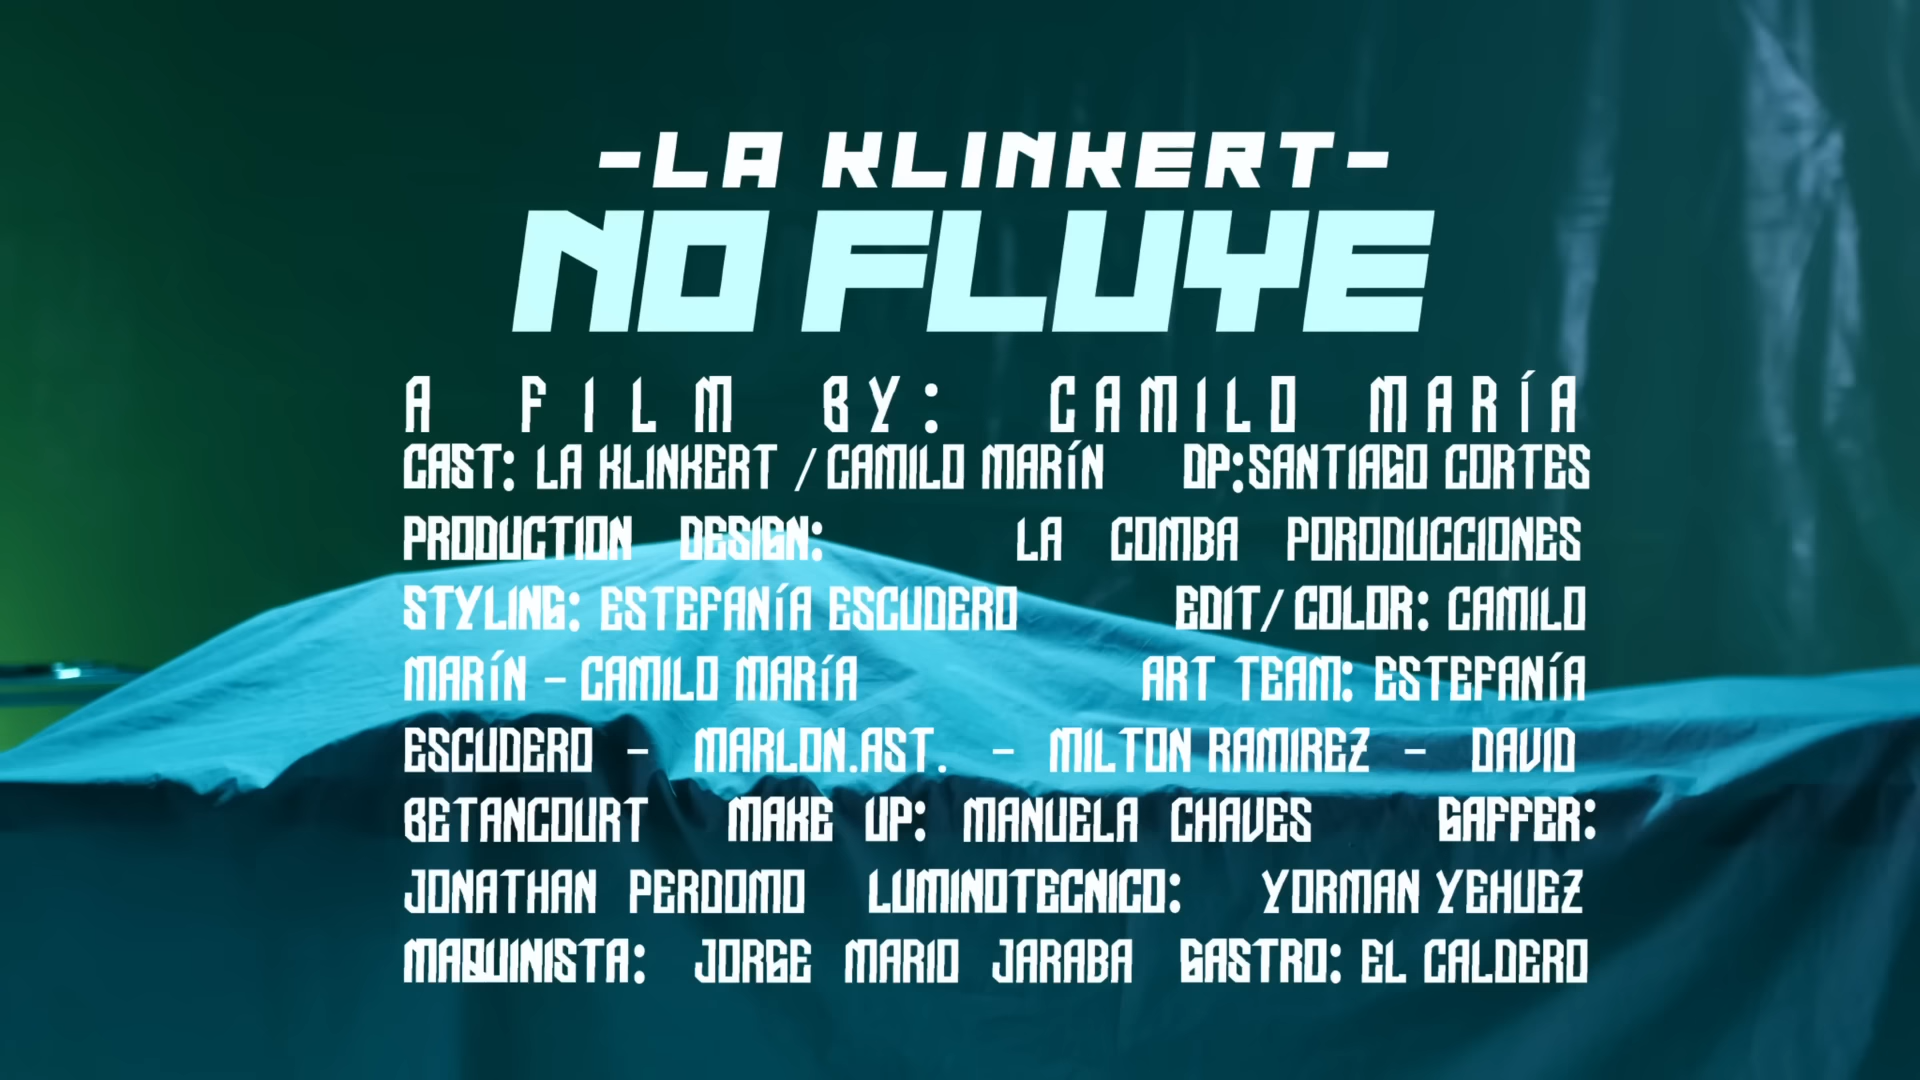 -LA KLINKERT-
NO FLUYE
A FILM BY: CAMILO MARÍA
CAST: LA KLINKERT / CAMILO MARÍN DP:SANTIAGO CORTES
PRODUCTION DESIGN: LA COMBA PORODUCCIONES
STYLING: ESTEFANÍA ESCUDERO EDIT/ COLOR: CAMILO
MARÍN - CAMILO MARÍA ART TEAM: ESTEFANÍA
ESCUDERO - MARLON.AST. - MILTON RAMIREZ - DAVID
BETANCOURT MAKE UP: MANUELA CHAVES GAFFER:
JONATHAN PERDOMO LUMINOTECNICO: YORMAN YEHUEZ
MAQUINISTA: JORGE MARIO JARABA GASTRO: EL CALDERO